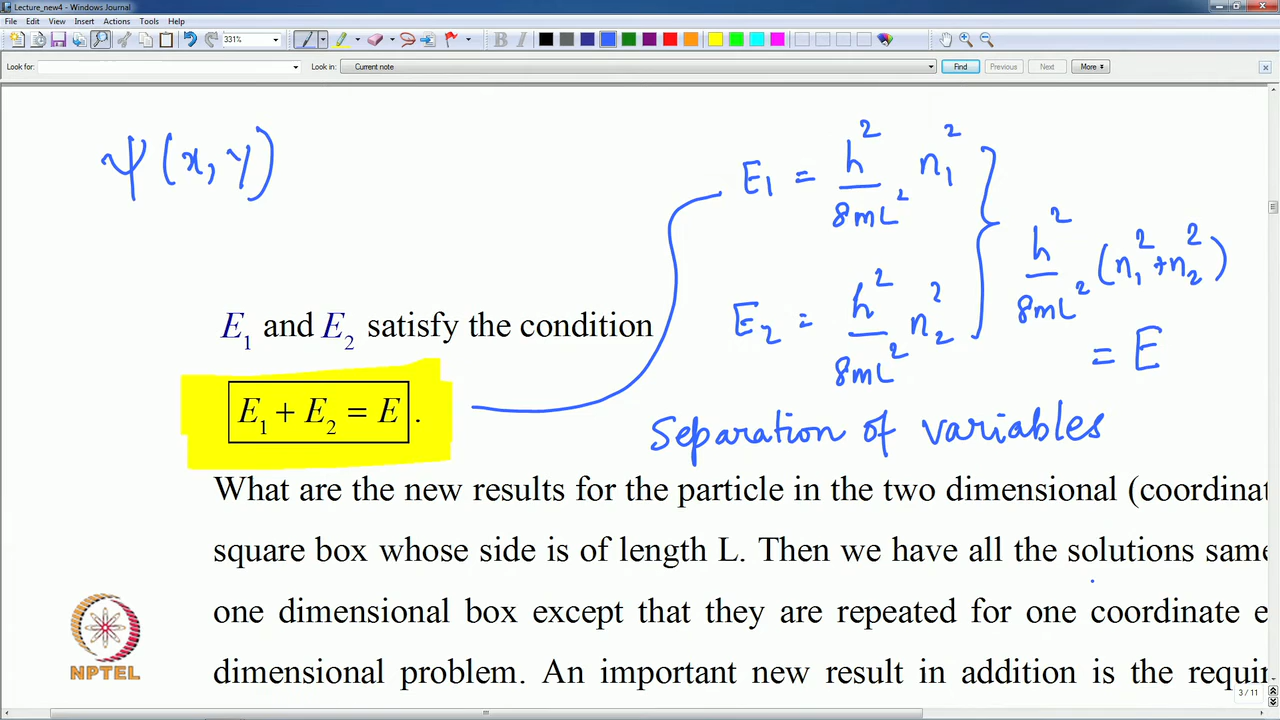 Lecture_new4 - Windows Journal
File Edit View Insert Actions Tools Help
331%
Look for: Look in: Current note Find Previous Next More
ψ(x, y)
E₁ = h²/8mL² n₁²
E₂ = h²/8mL² n₂²
h²/8mL² (n₁² + n₂²)
= E
E₁ and E₂ satisfy the condition
E₁ + E₂ = E.
Separation of variables
What are the new results for the particle in the two dimensional (coordinat
square box whose side is of length L. Then we have all the solutions same
one dimensional box except that they are repeated for one coordinate e
dimensional problem. An important new result in addition is the requir
NPTEL
3 / 11